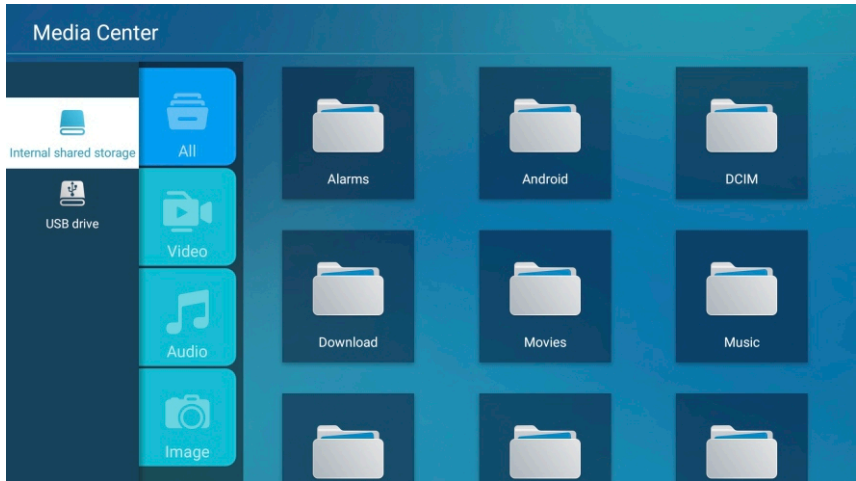 Media Center
Internal shared storage
USB drive
All
Video
Audio
Image
Alarms
Android
DCIM
Download
Movies
Music